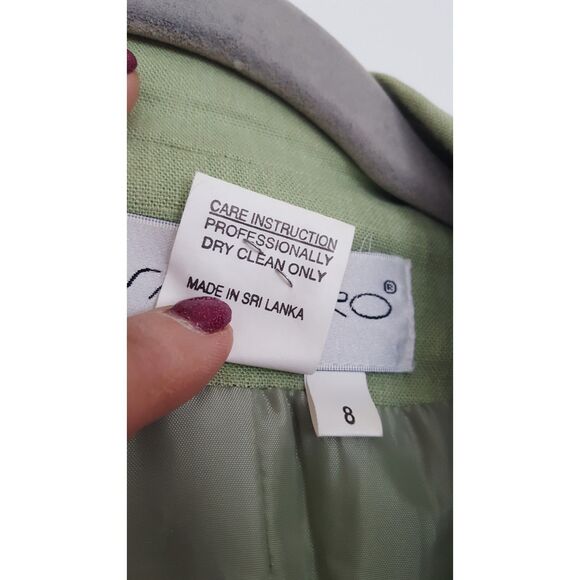 CARE INSTRUCTION
PROFESSIONALLY
DRY CLEAN ONLY
MADE IN SRI LANKA
®
8